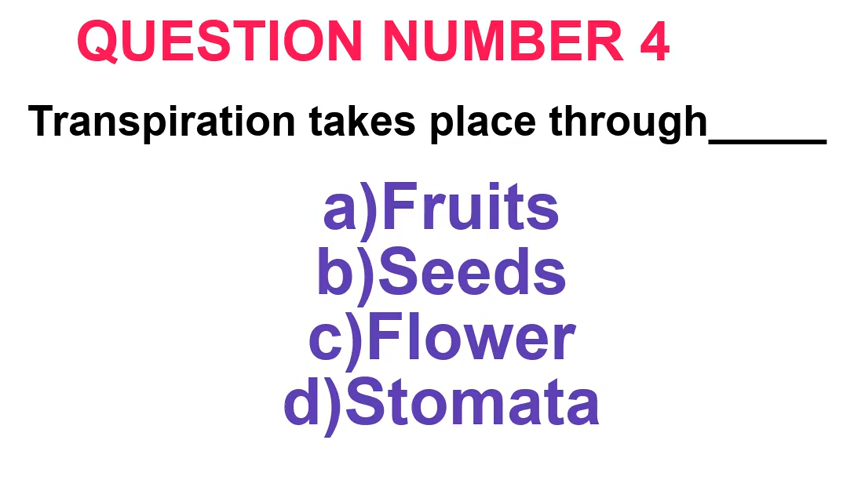 QUESTION NUMBER 4
Transpiration takes place through_____
a)Fruits
b)Seeds
c)Flower
d)Stomata